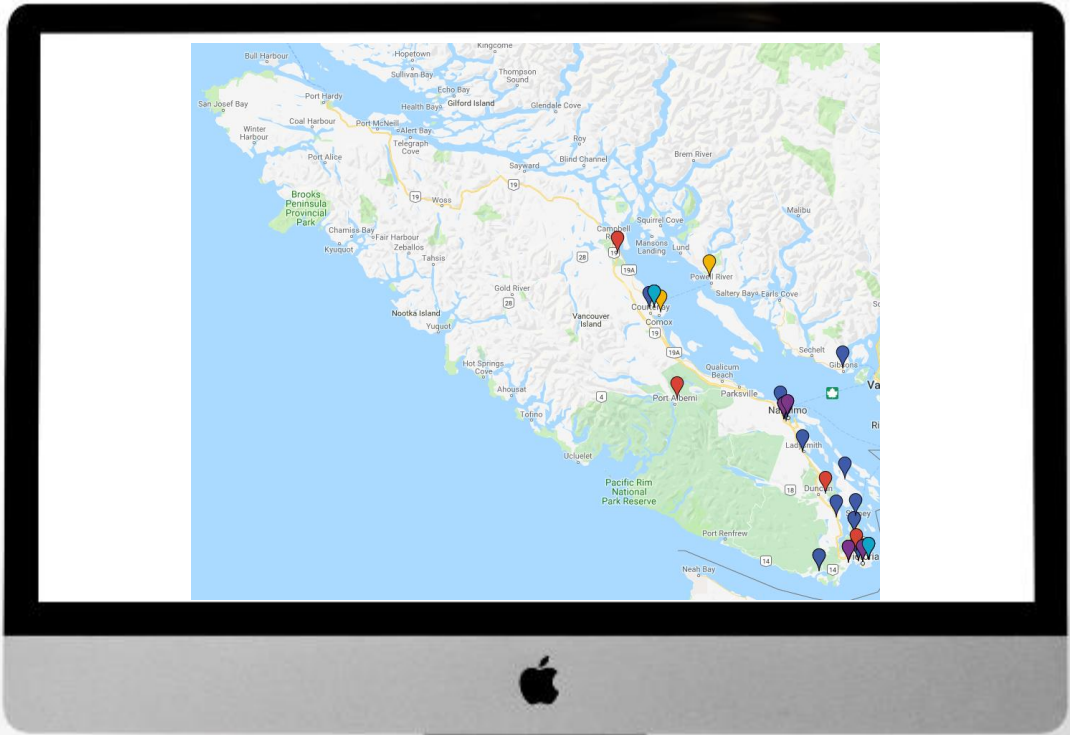 Kingcome
Bull Harbour
Hopetown
Sullivan Bay
Thompson
Sound
Echo Bay
Port Hardy
San Josef Bay
Health Bay
Gilford Island
Glendale Cove
Coal Harbour
Port McNeill
Alert Bay
Winter
Harbour
Telegraph
Cove
Roy
Port Alice
Blind Channel
Brem River
Sayward
19
Brooks
Peninsula
Provincial
Park
19
Woss
Malibu
Squirrel Cove
Chamiss Bay
Fair Harbour
Campbell
Kyuquot
Zeballos
Mansons
Landing
Lund
Tahsis
28
19
19A
Powell River
Gold River
Saltery Bay
Earls Cove
28
Nootka Island
Vancouver
Island
Comox
Yuquot
19
19A
Sechelt
Gibsons
Hot Springs
Cove
Qualicum
Beach
Ahousat
4
Port Alberni
Parksville
Va
Tofino
Ucluelet
Pacific Rim
National
Park Reserve
18
Port Renfrew
14
14
Neah Bay